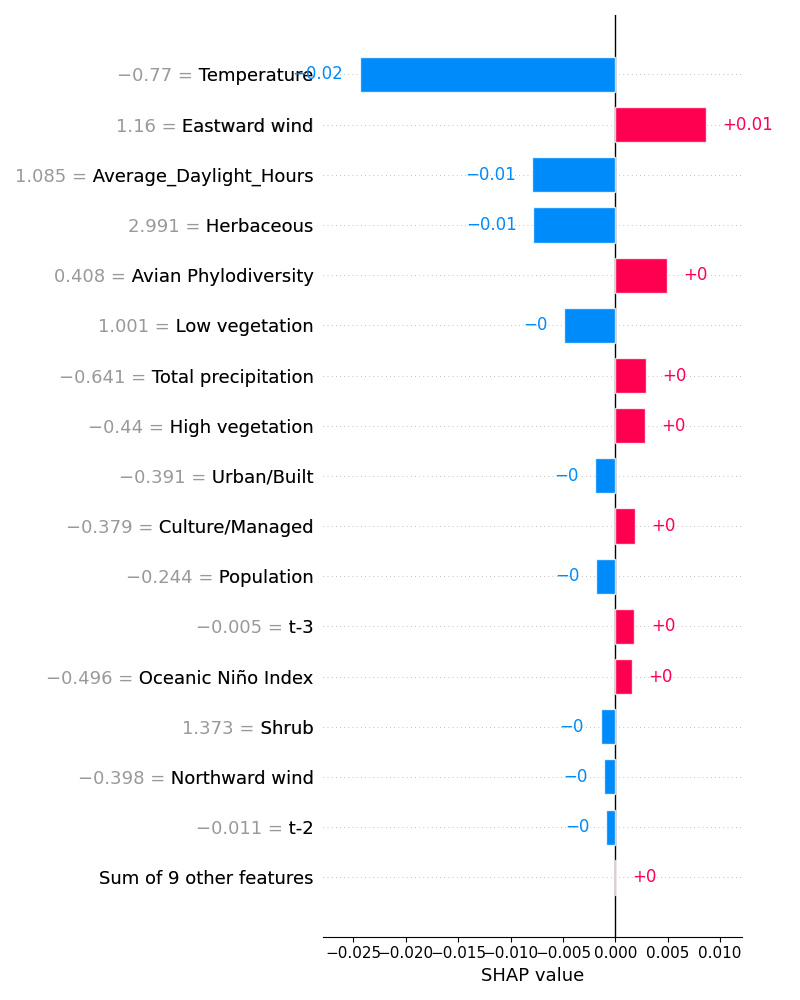 −0.77 = Temperature −0.02
1.16 = Eastward wind +0.01
1.085 = Average_Daylight_Hours −0.01
2.991 = Herbaceous −0.01
0.408 = Avian Phylodiversity +0
1.001 = Low vegetation −0
−0.641 = Total precipitation +0
−0.44 = High vegetation +0
−0.391 = Urban/Built −0
−0.379 = Culture/Managed +0
−0.244 = Population −0
−0.005 = t-3 +0
−0.496 = Oceanic Niño Index +0
1.373 = Shrub −0
−0.398 = Northward wind −0
−0.011 = t-2 −0
Sum of 9 other features +0
−0.025 −0.020 −0.015 −0.010 −0.005 0.000 0.005 0.010
SHAP value